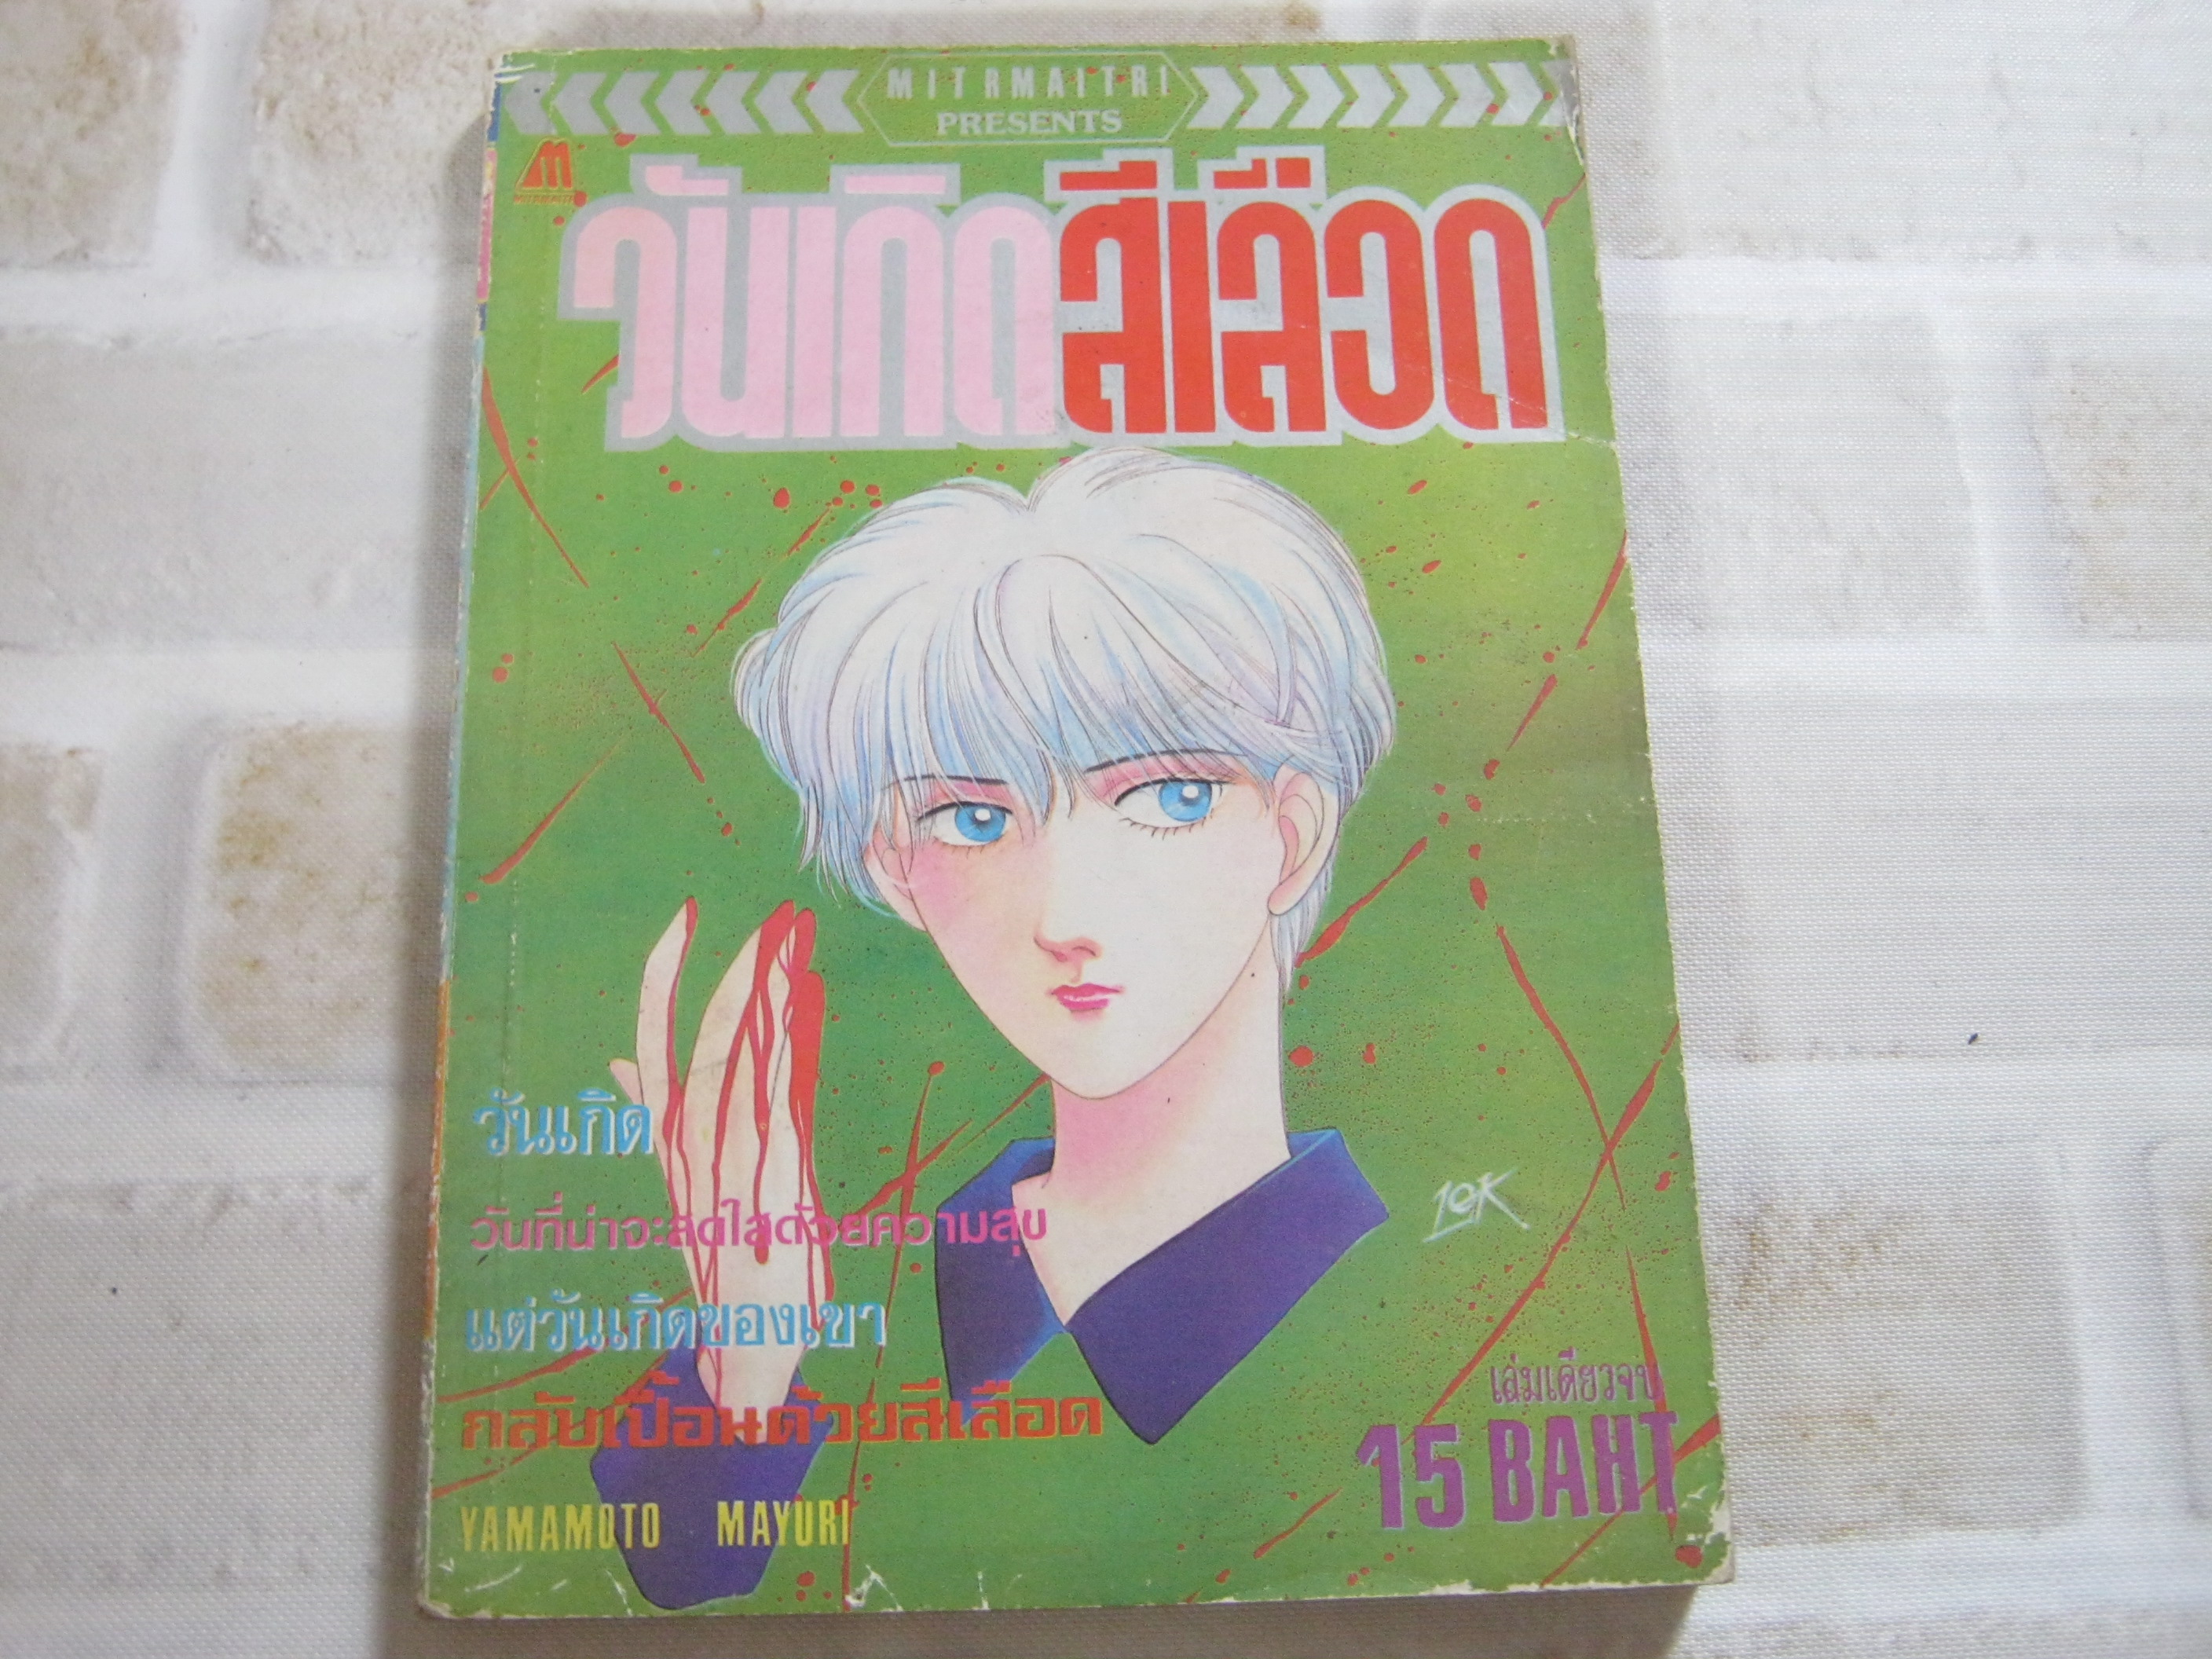 MITRMAITRI
PRESENTS
MITRMAITRI
วันเกิดสีเลือด
วันเกิด
วันที่น่าจะสดใสด้วยความสุข
แต่วันเกิดของเขา
กลับเปื้อนด้วยสีเลือด
LEK
เล่มเดียวจบ
15 BAHT
YAMAMOTO MAYURI